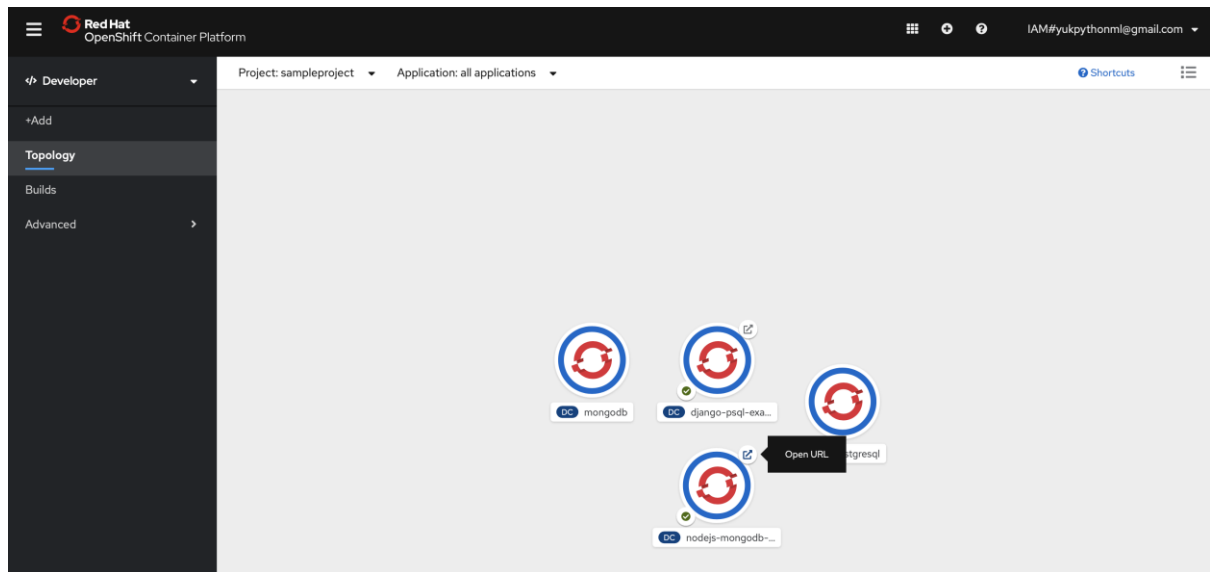 Red Hat
OpenShift Container Platform
IAM#yukpythonml@gmail.com
Developer
Project: sampleproject
Application: all applications
Shortcuts
+Add
Topology
Builds
Advanced
DC mongodb
DC django-psql-exa...
Open URL
stgresql
DC nodejs-mongodb-...